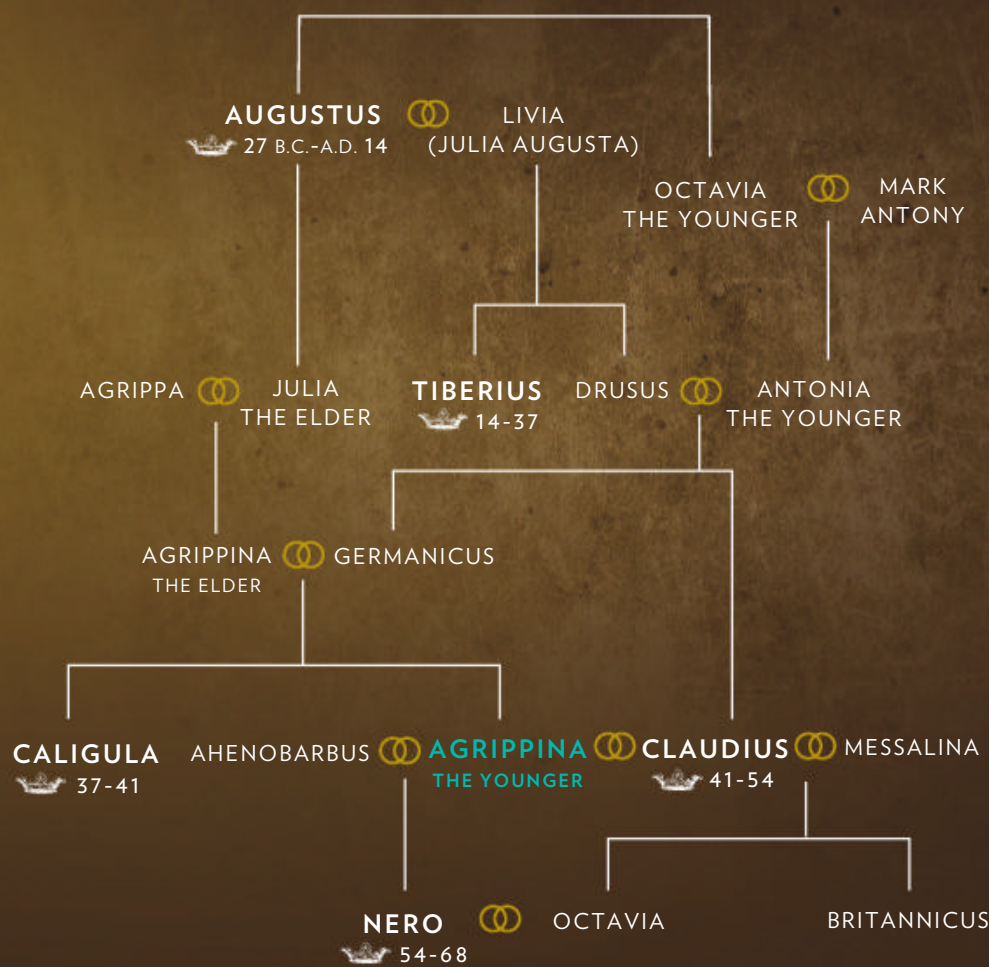 AUGUSTUS
27 B.C.-A.D. 14
LIVIA
(JULIA AUGUSTA)
OCTAVIA
THE YOUNGER
MARK
ANTONY
AGRIPPA
JULIA
THE ELDER
TIBERIUS
14-37
DRUSUS
ANTONIA
THE YOUNGER
AGRIPPINA
THE ELDER
GERMANICUS
CALIGULA
37-41
AHENOBARBUS
AGRIPPINA
THE YOUNGER
CLAUDIUS
41-54
MESSALINA
NERO
54-68
OCTAVIA
BRITANNICUS